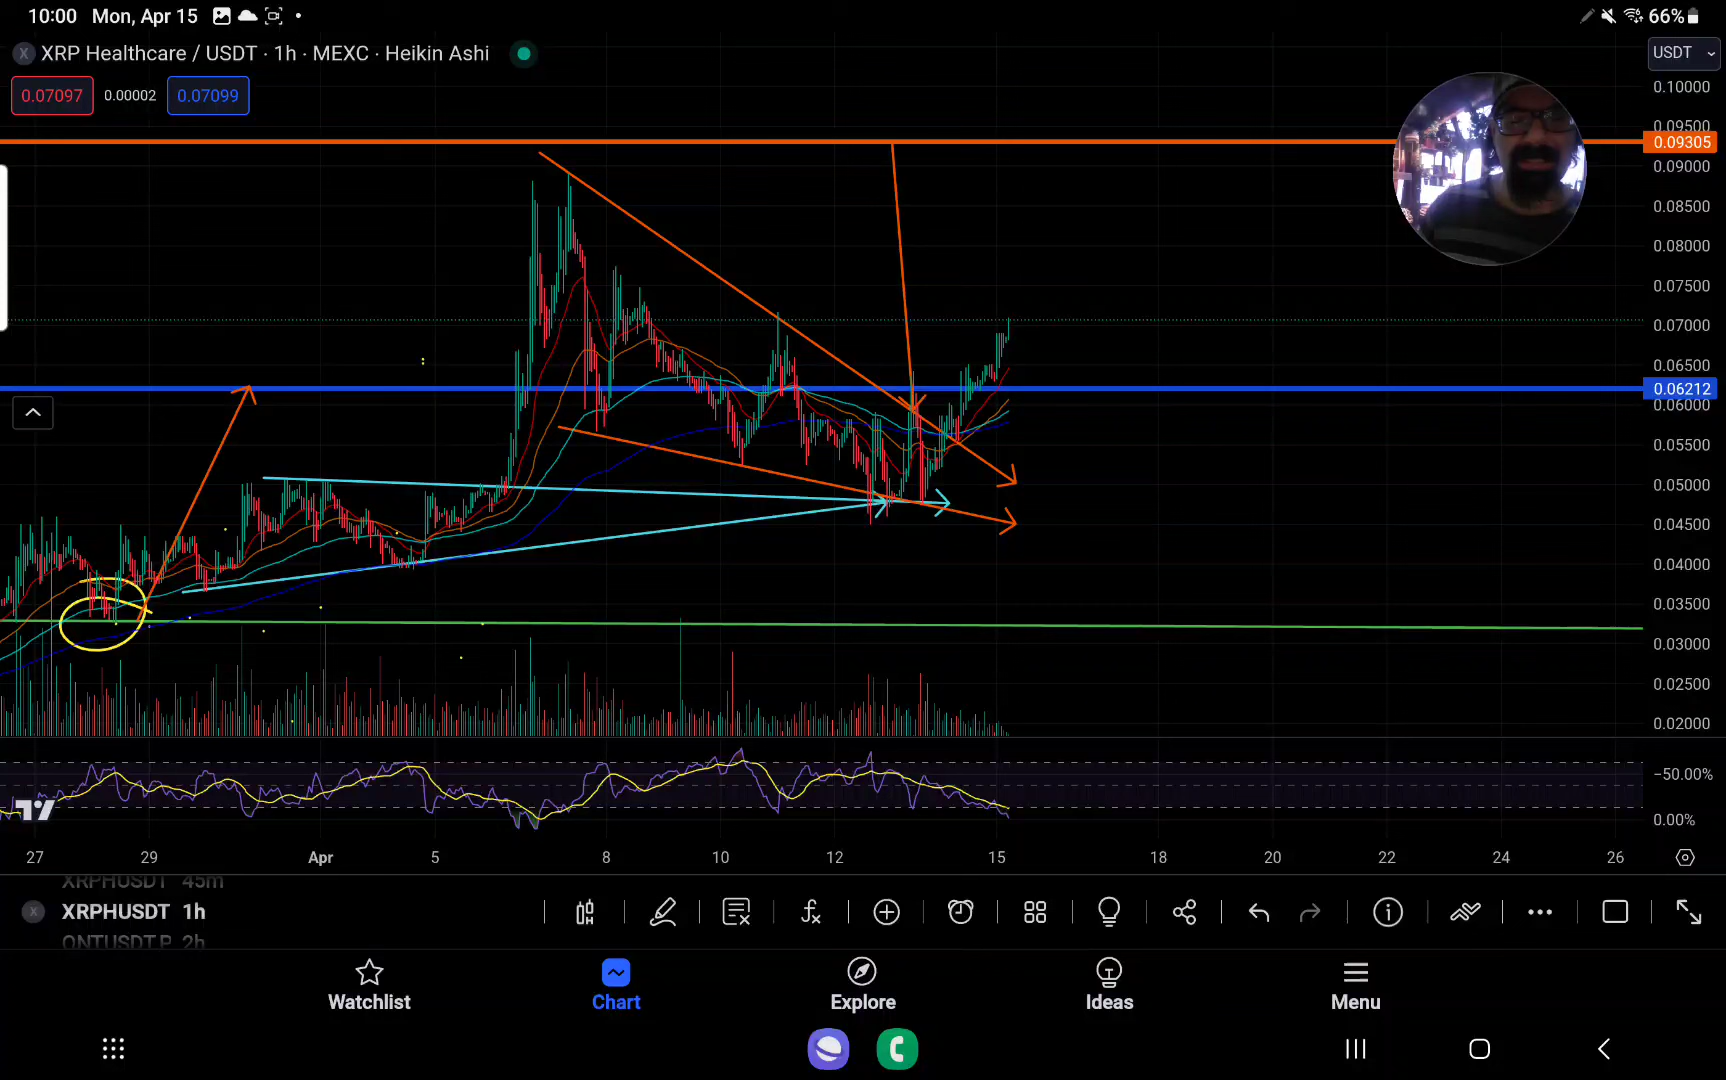 10:00 Mon, Apr 15
66%
XRP Healthcare / USDT · 1h · MEXC · Heikin Ashi
USDT
0.07097 0.00002 0.07099
0.10000
0.09500
0.09305
0.09000
0.08500
0.08000
0.07500
0.07000
0.06500
0.06212
0.06000
0.05500
0.05000
0.04500
0.04000
0.03500
0.03000
0.02500
0.02000
−50.00%
0.00%
27 29 Apr 5 8 10 12 15 18 20 22 24 26
XRPHUSDT 45m
XRPHUSDT 1h
ONTUSDT.P 2h
Watchlist Chart Explore Ideas Menu